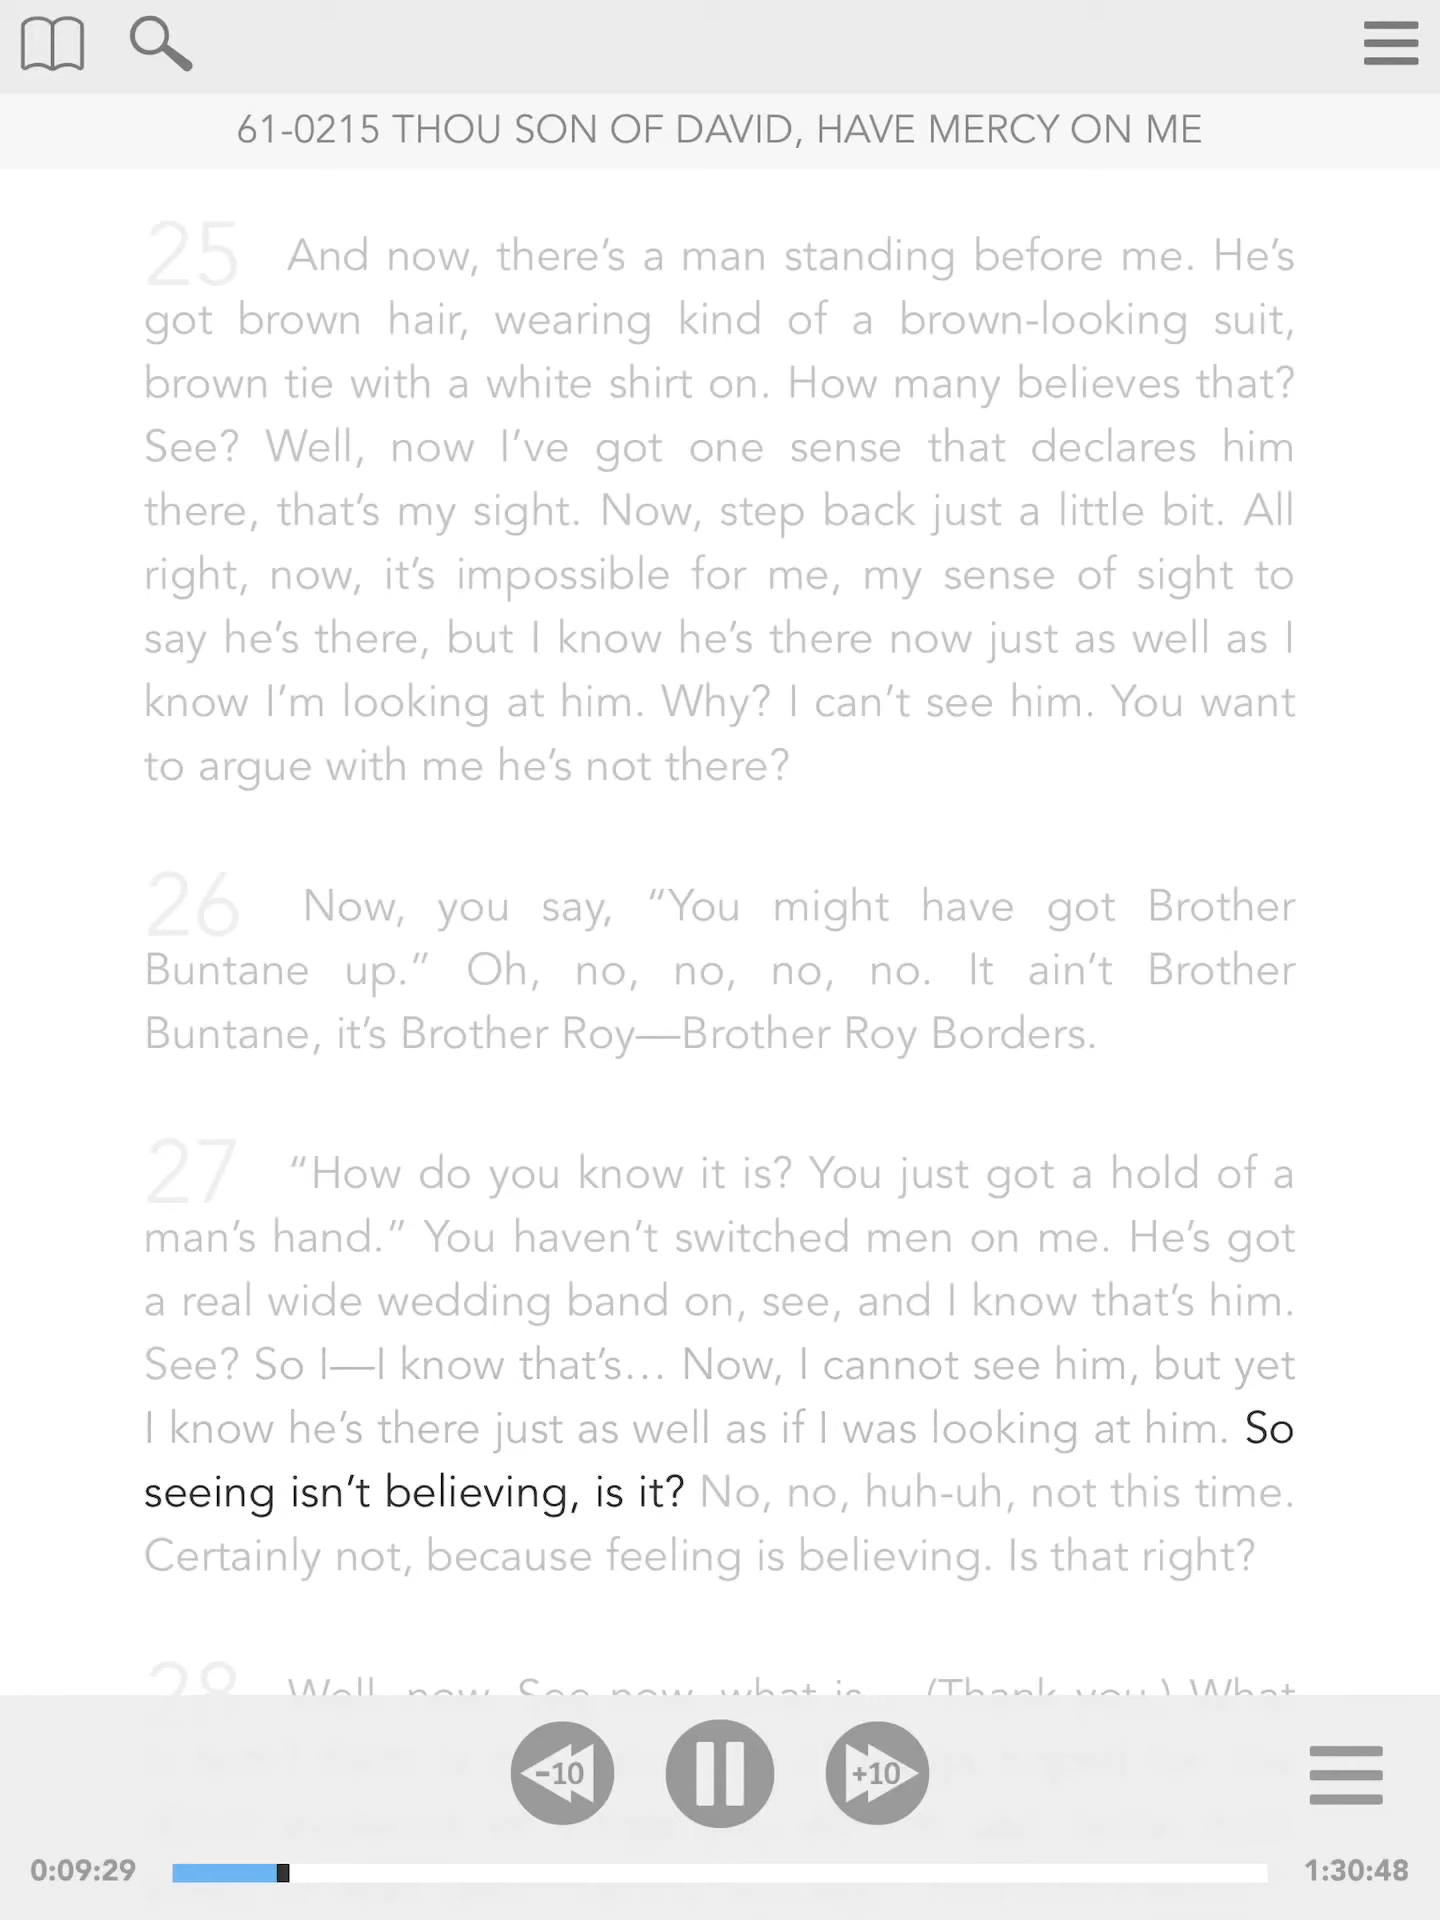 61-0215 THOU SON OF DAVID, HAVE MERCY ON ME
25 And now, there’s a man standing before me. He’s
got brown hair, wearing kind of a brown-looking suit,
brown tie with a white shirt on. How many believes that?
See? Well, now I’ve got one sense that declares him
there, that’s my sight. Now, step back just a little bit. All
right, now, it’s impossible for me, my sense of sight to
say he’s there, but I know he’s there now just as well as I
know I’m looking at him. Why? I can’t see him. You want
to argue with me he’s not there?
26 Now, you say, “You might have got Brother
Buntane up.” Oh, no, no, no, no. It ain’t Brother
Buntane, it’s Brother Roy—Brother Roy Borders.
27 “How do you know it is? You just got a hold of a
man’s hand.” You haven’t switched men on me. He’s got
a real wide wedding band on, see, and I know that’s him.
See? So I—I know that’s… Now, I cannot see him, but yet
I know he’s there just as well as if I was looking at him. So
seeing isn’t believing, is it? No, no, huh-uh, not this time.
Certainly not, because feeling is believing. Is that right?
28 Well, now. See now, what is… (Thank you.) What
-10 +10
0:09:29 1:30:48